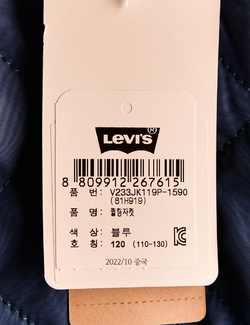 Levi's®
8 809912 267615
품 번: V233JK119P-1590
(81H919)
품 명: 퀼팅자켓
색 상: 블루
호 칭: 120 (110-130)
2022/10 중국